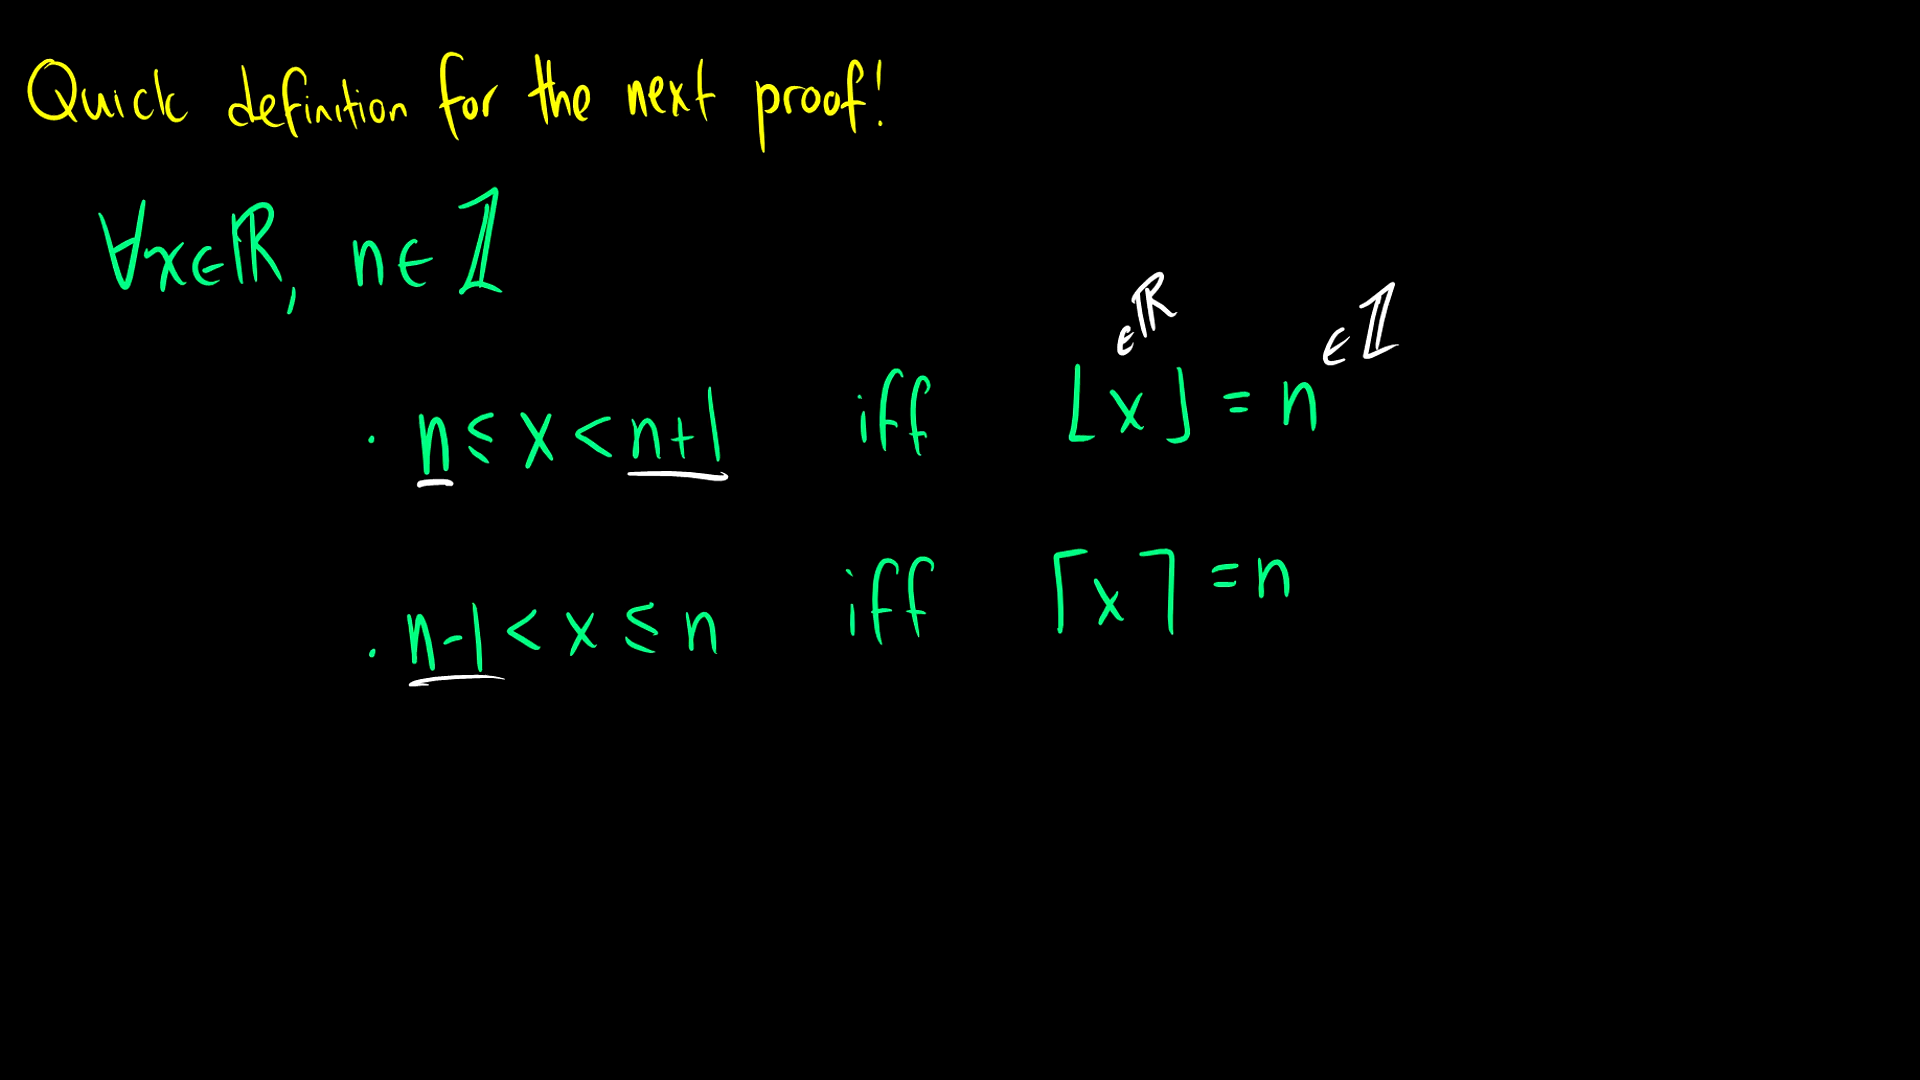 Quick definition for the next proof!
∀x∈ℝ, n∈ℤ
∈ℝ ∈ℤ
· n ≤ x < n+1 iff ⌊x⌋ = n
· n-1 < x ≤ n iff ⌈x⌉ = n